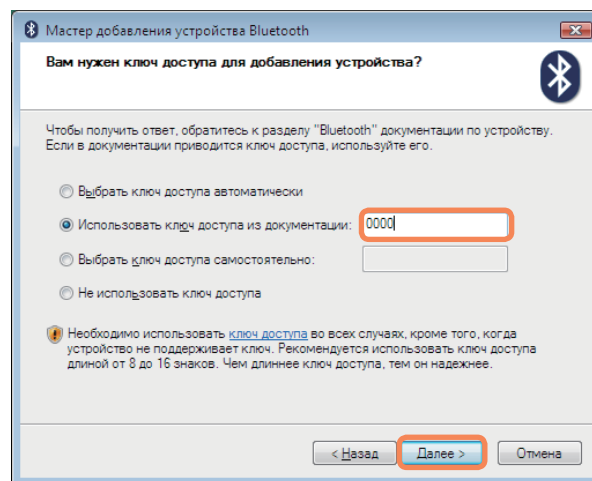 Мастер добавления устройства Bluetooth
Вам нужен ключ доступа для добавления устройства?
Чтобы получить ответ, обратитесь к разделу "Bluetooth" документации по устройству.
Если в документации приводится ключ доступа, используйте его.
Выбрать ключ доступа автоматически
Использовать ключ доступа из документации: 0000
Выбрать ключ доступа самостоятельно:
Не использовать ключ доступа
Необходимо использовать ключ доступа во всех случаях, кроме того, когда
устройство не поддерживает ключ. Рекомендуется использовать ключ доступа
длиной от 8 до 16 знаков. Чем длиннее ключ доступа, тем он надежнее.
< Назад Далее > Отмена